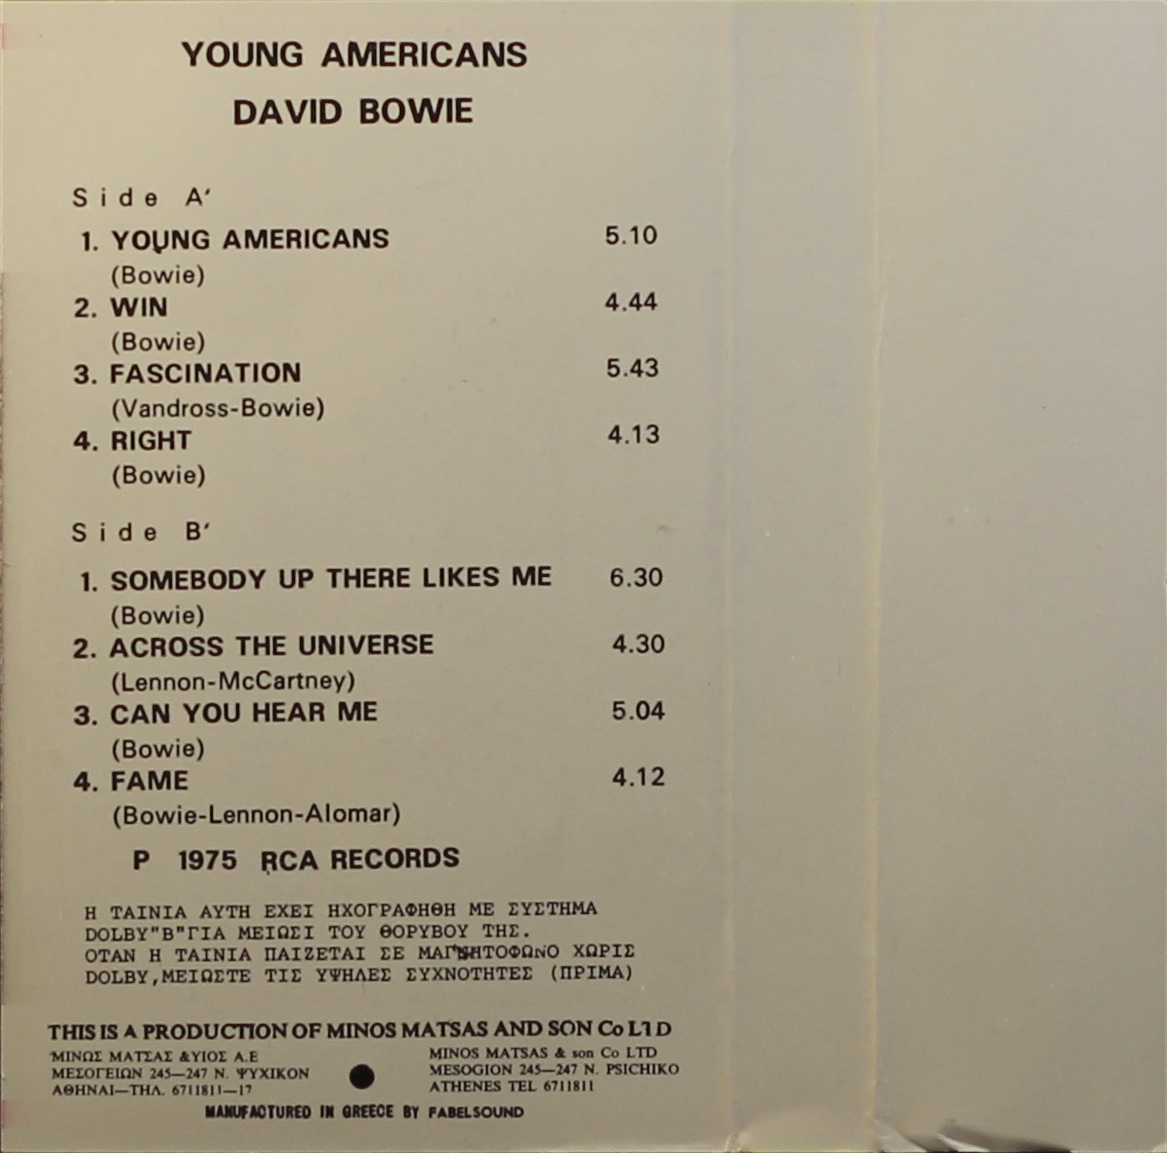 YOUNG AMERICANS
DAVID BOWIE
Side A'
1. YOUNG AMERICANS 5.10
(Bowie)
2. WIN 4.44
(Bowie)
3. FASCINATION 5.43
(Vandross-Bowie)
4. RIGHT 4.13
(Bowie)
Side B'
1. SOMEBODY UP THERE LIKES ME 6.30
(Bowie)
2. ACROSS THE UNIVERSE 4.30
(Lennon-McCartney)
3. CAN YOU HEAR ME 5.04
(Bowie)
4. FAME 4.12
(Bowie-Lennon-Alomar)
P 1975 RCA RECORDS
Η ΤΑΙΝΙΑ ΑΥΤΗ ΕΧΕΙ ΗΧΟΓΡΑΦΗΘΗ ΜΕ ΣΥΣΤΗΜΑ
DOLBY"B"ΓΙΑ ΜΕΙΩΣΙ ΤΟΥ ΘΟΡΥΒΟΥ ΤΗΣ.
ΟΤΑΝ Η ΤΑΙΝΙΑ ΠΑΙΖΕΤΑΙ ΣΕ ΜΑΓΝΗΤΟΦΩΝΟ ΧΩΡΙΣ
DOLBY,ΜΕΙΩΣΤΕ ΤΙΣ ΥΨΗΛΕΣ ΣΥΧΝΟΤΗΤΕΣ (ΠΡΙΜΑ)
THIS IS A PRODUCTION OF MINOS MATSAS AND SON Co LTD
ΜΙΝΩΣ ΜΑΤΣΑΣ &ΥΙΟΣ Α.Ε
ΜΕΣΟΓΕΙΩΝ 245—247 Ν. ΨΥΧΙΚΟΝ
ΑΘΗΝΑΙ—ΤΗΛ. 6711811—17
MINOS MATSAS & son Co LTD
MESOGION 245—247 N. PSICHIKO
ATHENES TEL 6711811
MANUFACTURED IN GREECE BY FABELSOUND